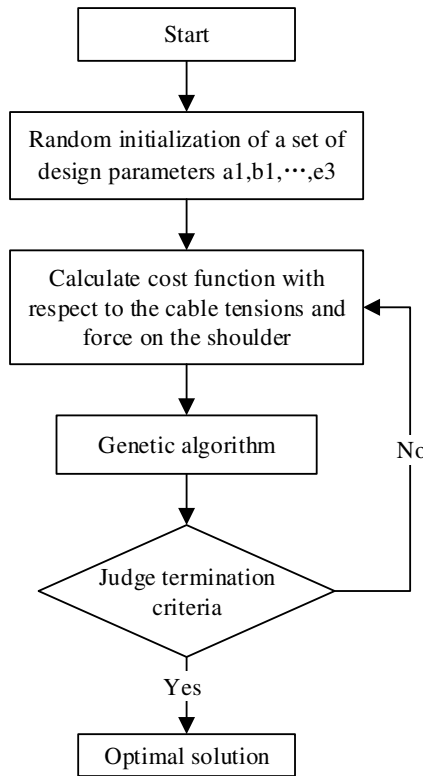 Start
Random initialization of a set of
design parameters a1,b1,⋯,e3
Calculate cost function with
respect to the cable tensions and
force on the shoulder
Genetic algorithm
No
Judge termination
criteria
Yes
Optimal solution